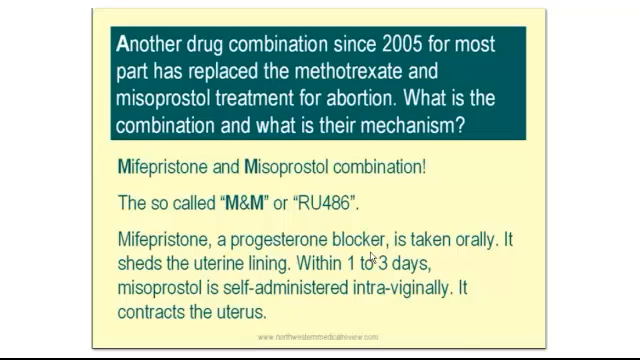 Another drug combination since 2005 for most
part has replaced the methotrexate and
misoprostol treatment for abortion. What is the
combination and what is their mechanism?
Mifepristone and Misoprostol combination!
The so called “M&M” or “RU486”.
Mifepristone, a progesterone blocker, is taken orally. It
sheds the uterine lining. Within 1 to 3 days,
misoprostol is self-administered intra-viginally. It
contracts the uterus.
www.northwesternmedicalreview.com